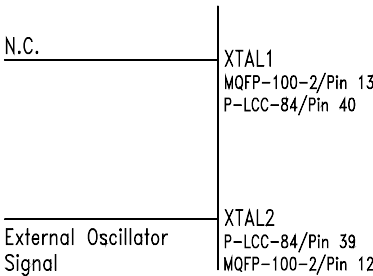 N.C.
XTAL1
MQFP-100-2/Pin 13
P-LCC-84/Pin 40
XTAL2
External Oscillator
Signal
P-LCC-84/Pin 39
MQFP-100-2/Pin 12